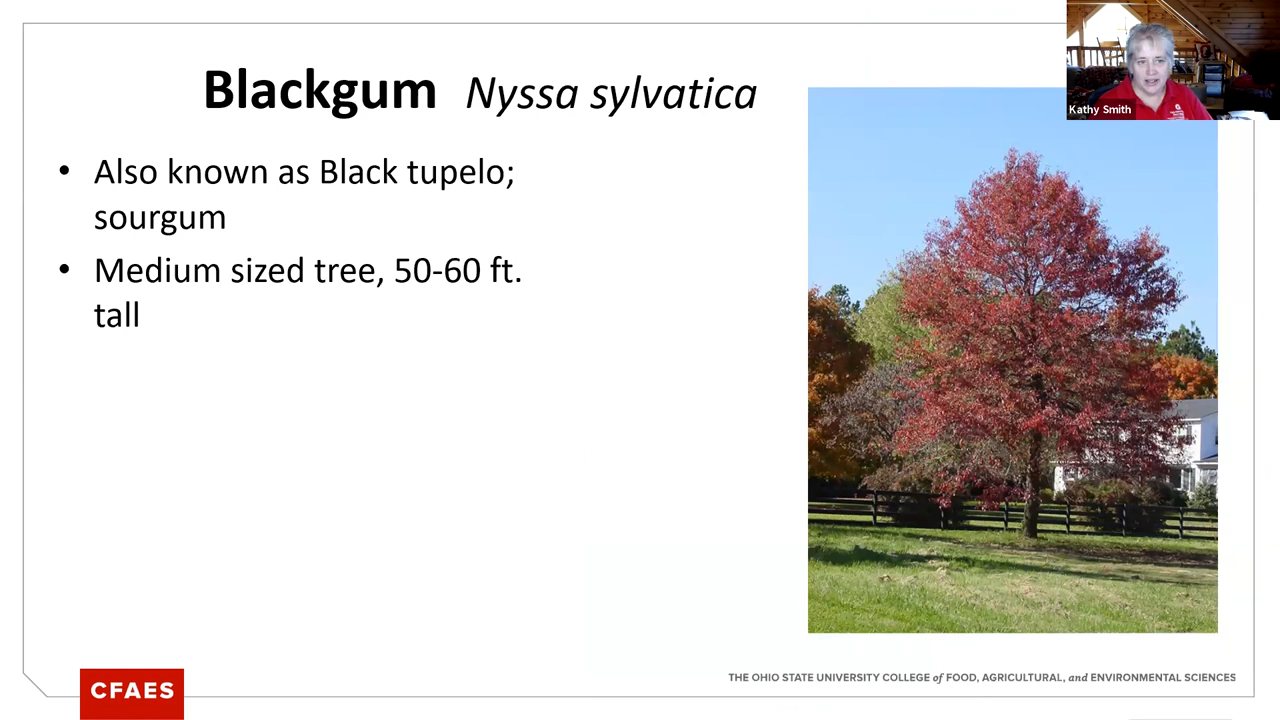 Blackgum Nyssa sylvatica
Kathy Smith
• Also known as Black tupelo;
sourgum
• Medium sized tree, 50-60 ft.
tall
CFAES
THE OHIO STATE UNIVERSITY COLLEGE of FOOD, AGRICULTURAL, and ENVIRONMENTAL SCIENCES